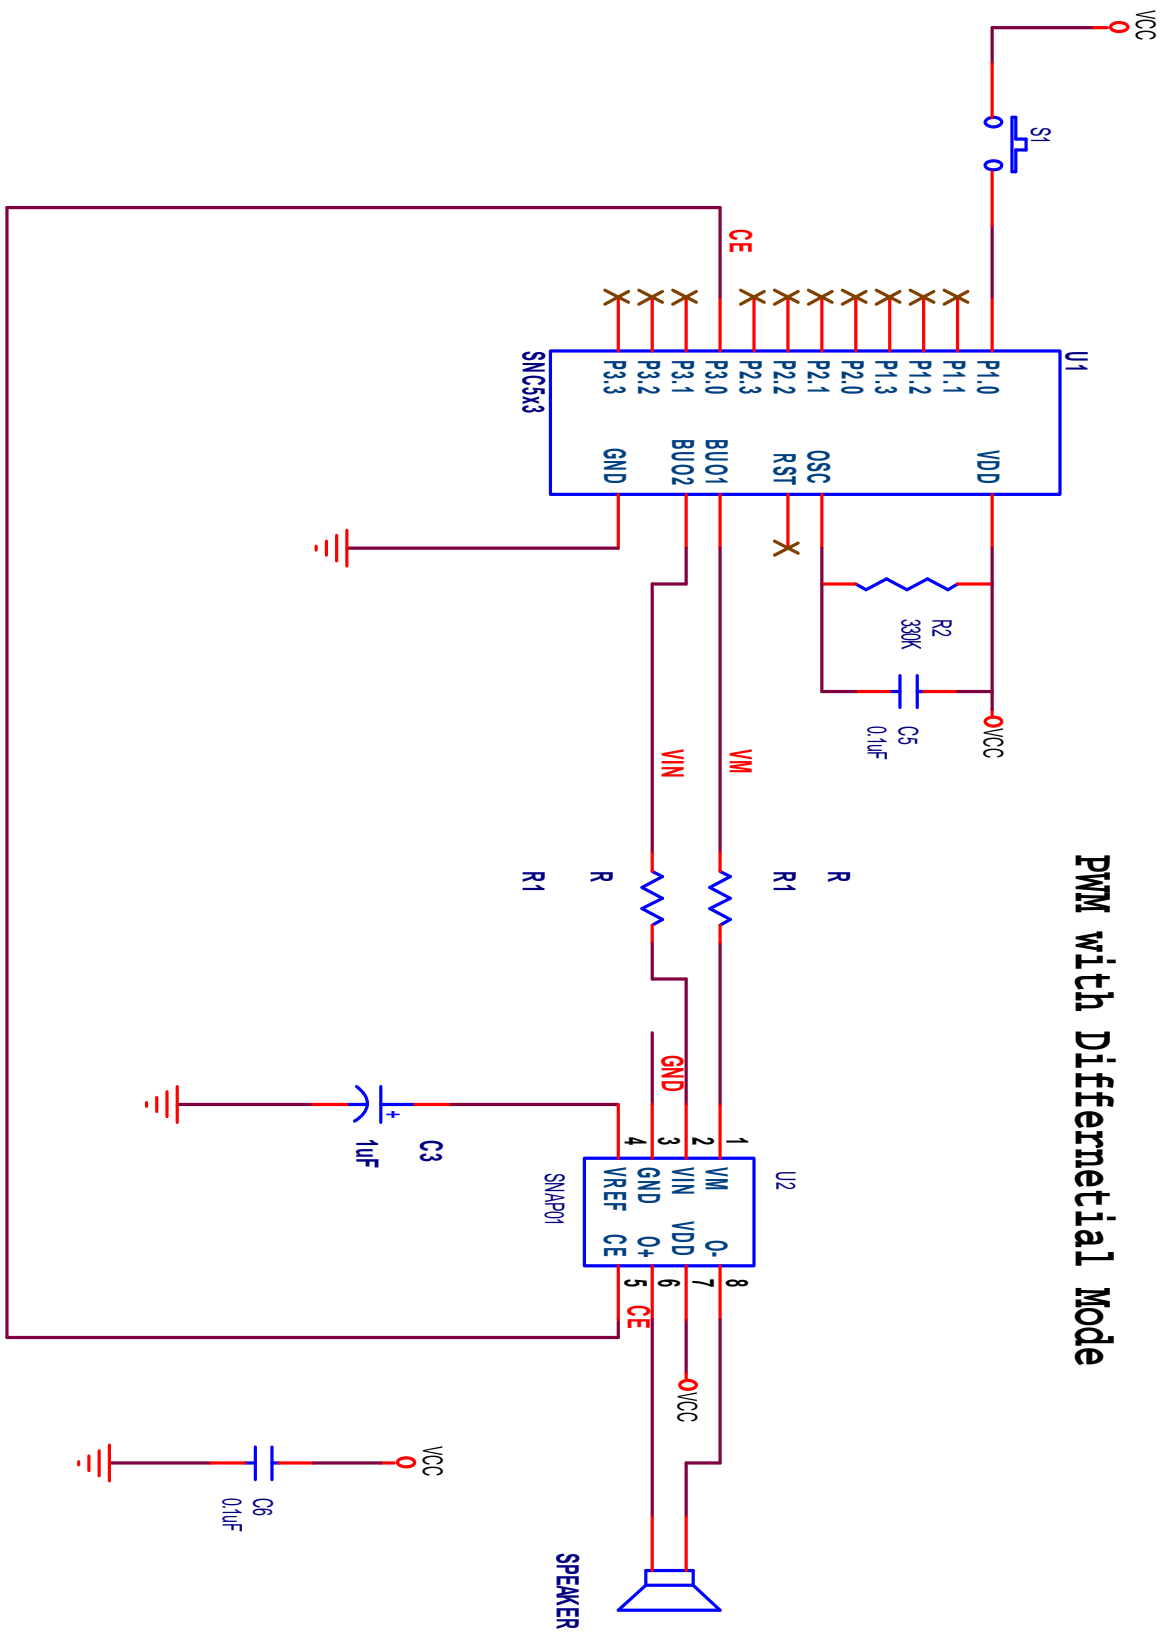 PWM with Differnetial Mode
VCC
S1
CE
U1
P1.0
P1.1
P1.2
P1.3
P2.0
P2.1
P2.2
P2.3
P3.0
P3.1
P3.2
P3.3
VDD
OSC
RST
BUO1
BUO2
GND
SNC5x3
R2
330K
C5
0.1uF
VCC
VM
VIN
R
R1
R
R1
GND
C3
1uF
U2
1
2
3
4
VM
VIN
GND
VREF
O-
VDD
O+
CE
8
7
6
5
SNAP01
CE
VCC
VCC
C6
0.1uF
SPEAKER